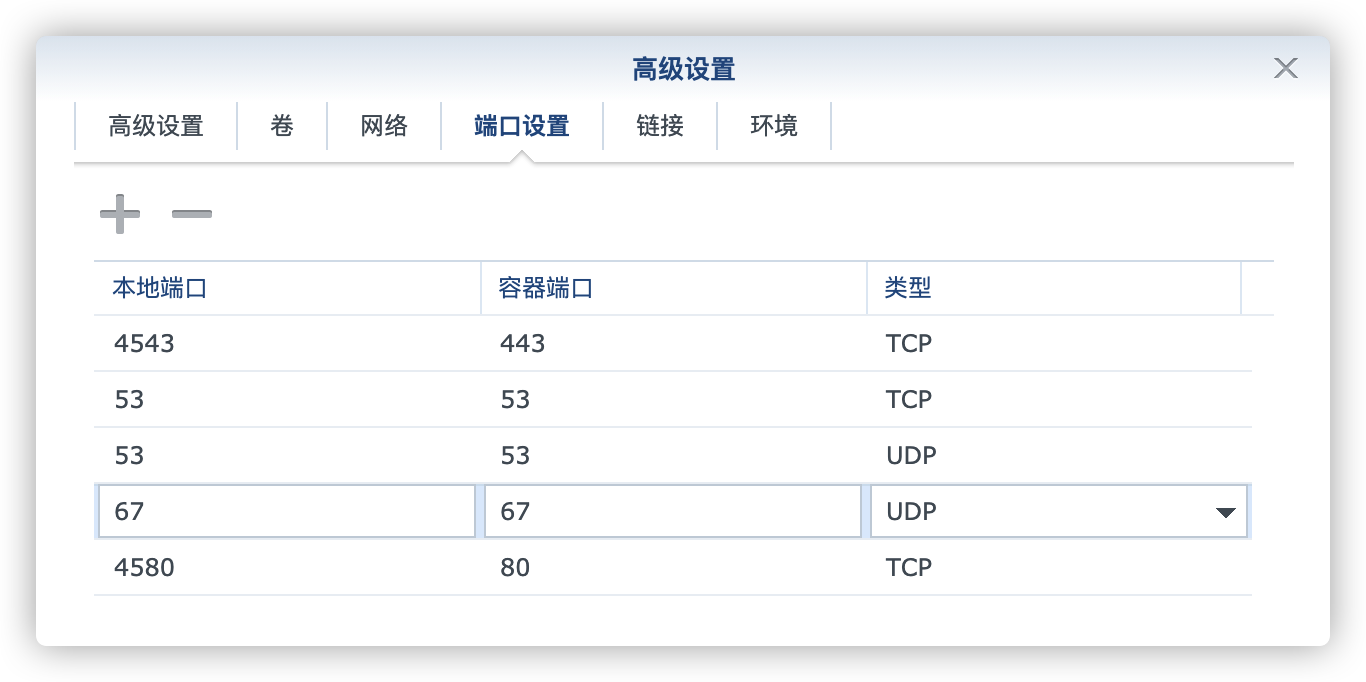 高级设置
高级设置 卷 网络 端口设置 链接 环境
本地端口 容器端口 类型
4543 443 TCP
53 53 TCP
53 53 UDP
67 67 UDP
4580 80 TCP